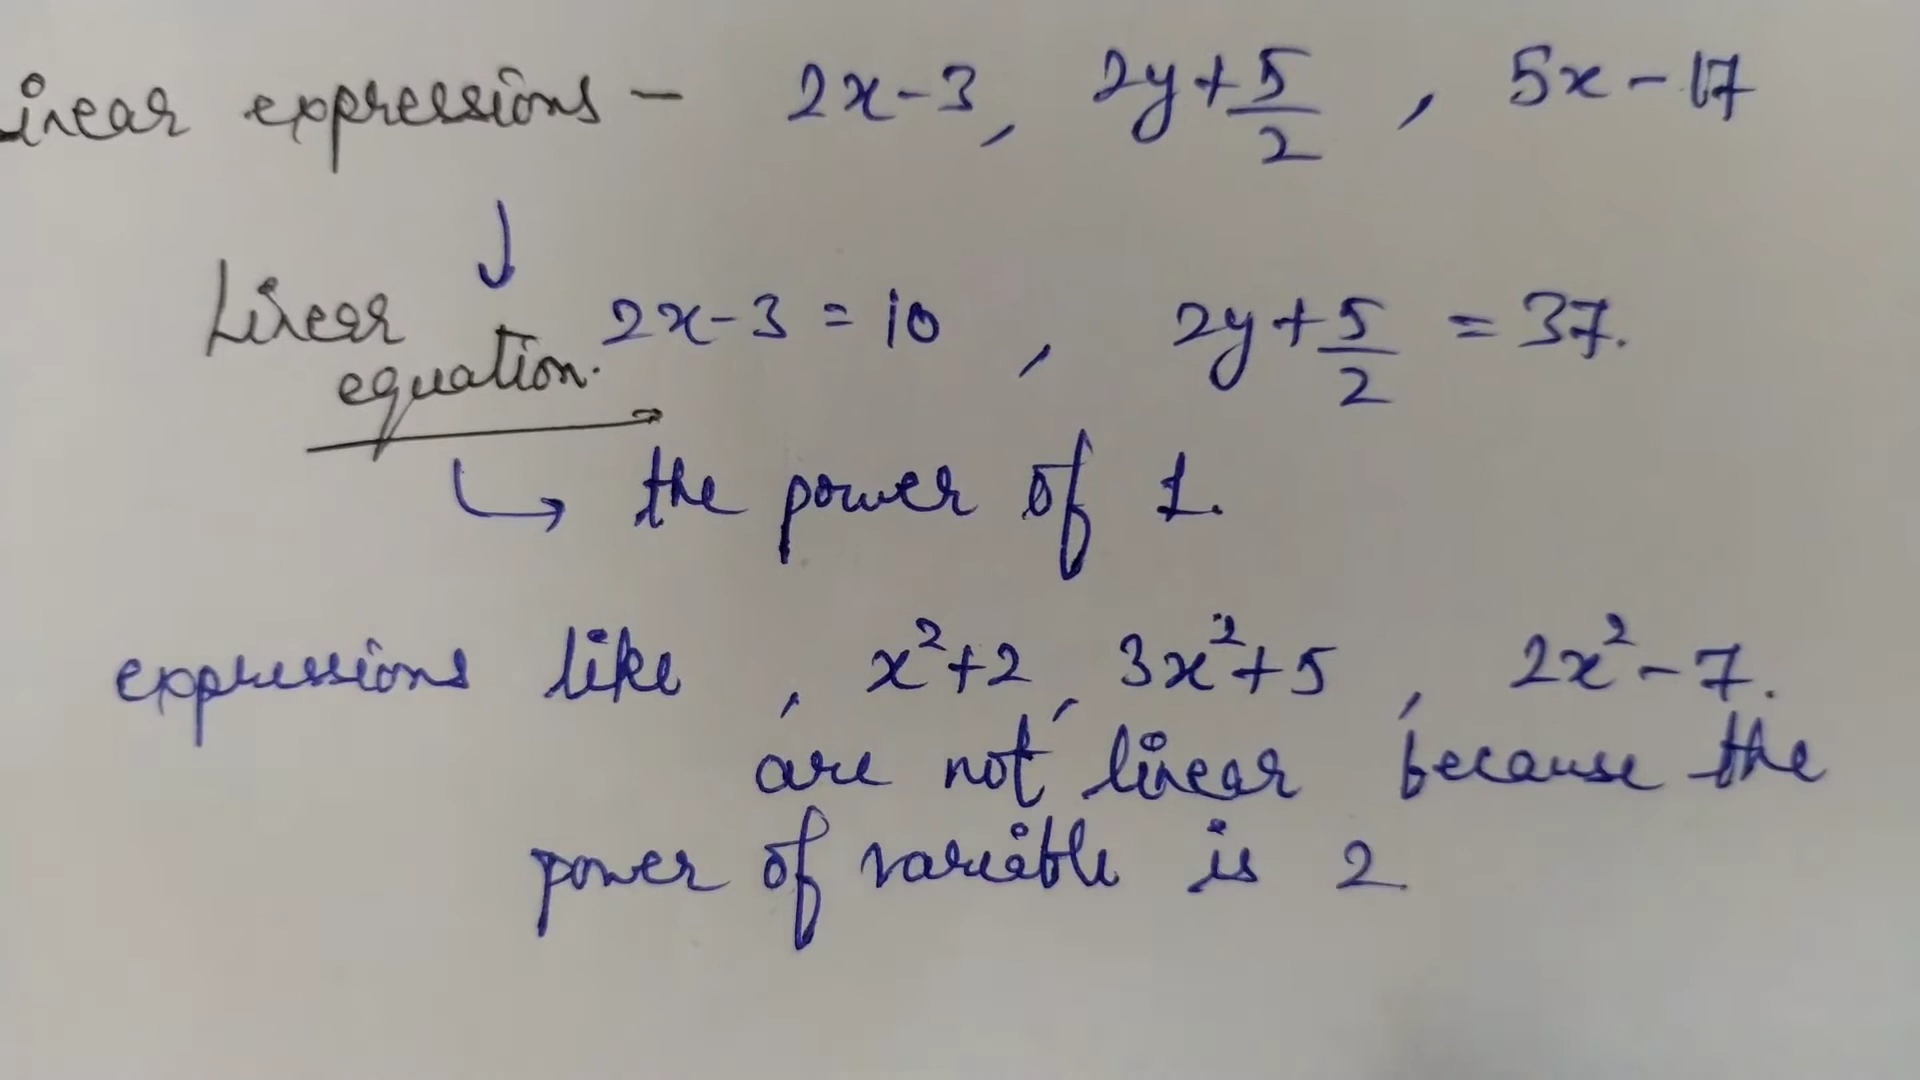 inear expressions - 2x-3, 2y+5/2, 5x-17
Linear equation. 2x-3 = 10, 2y+5/2 = 37.
the power of 1.
expressions like, x²+2, 3x²+5, 2x²-7.
are not linear because the
power of variable is 2